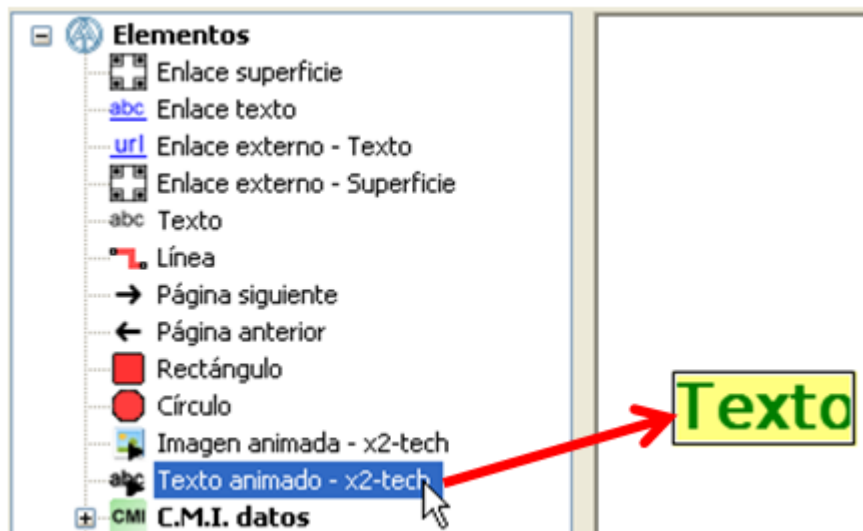 Elementos
Enlace superficie
abc Enlace texto
url Enlace externo - Texto
Enlace externo - Superficie
abc Texto
Línea
Página siguiente
Página anterior
Rectángulo
Círculo
Imagen animada - x2-tech
abc Texto animado - x2-tech
CMI C.M.I. datos
Texto